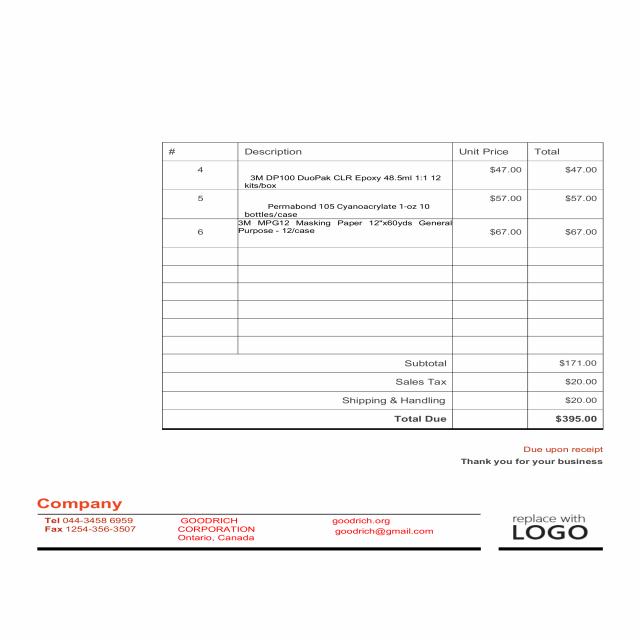 # Description Unit Price Total
4 $47.00 $47.00
3M DP100 DuoPak CLR Epoxy 48.5ml 1:1 12
kits/box
5 $57.00 $57.00
Permabond 105 Cyanoacrylate 1-oz 10
bottles/case
3M MPG12 Masking Paper 12"x60yds General
6 Purpose - 12/case $67.00 $67.00
Subtotal $171.00
Sales Tax $20.00
Shipping & Handling $20.00
Total Due $395.00
Due upon receipt
Thank you for your business
Company
Tel 044-3458 6959 GOODRICH goodrich.org replace with
Fax 1254-356-3507 CORPORATION goodrich@gmail.com LOGO
Ontario, Canada